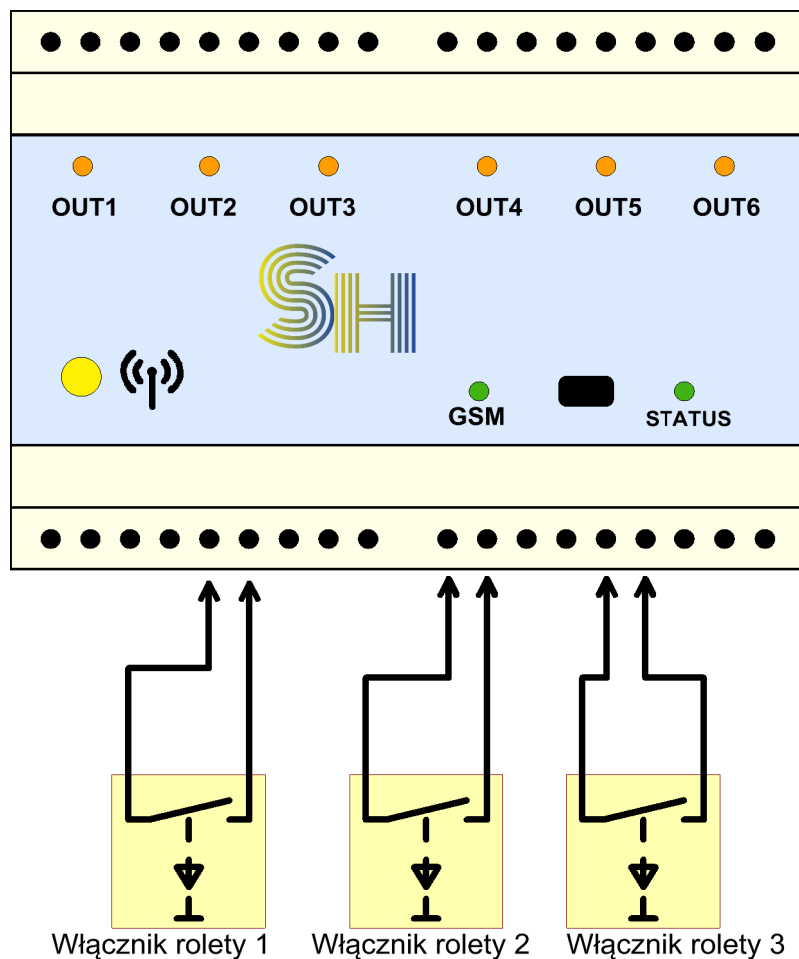 OUT1 OUT2 OUT3 OUT4 OUT5 OUT6
SH
GSM STATUS
Włącznik rolety 1 Włącznik rolety 2 Włącznik rolety 3